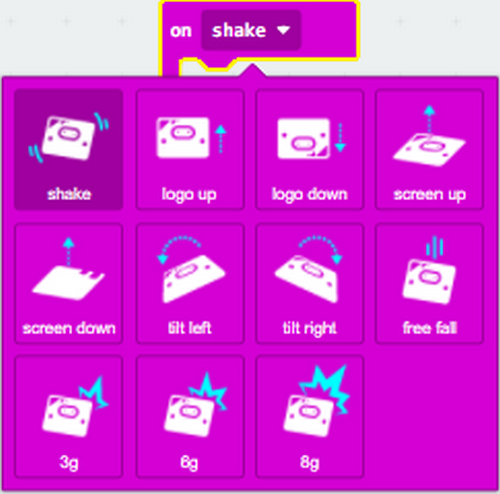 on shake
shake logo up logo down screen up
screen down tilt left tilt right free fall
3g 6g 8g